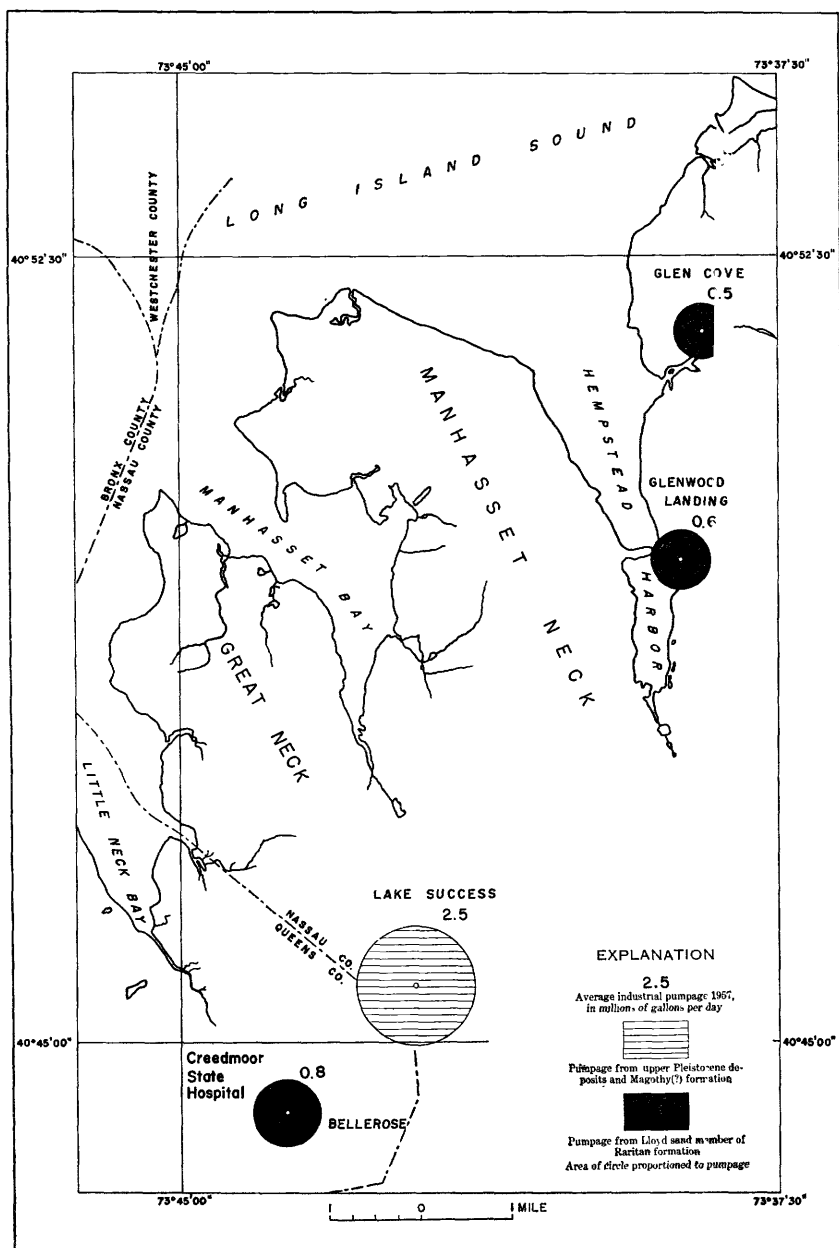 73°45'00"
73°37'30"
LONG ISLAND SOUND
WESTCHESTER COUNTY
40°52'30"
40°52'30"
GLEN COVE
0.5
MANHASSET NECK
HEMPSTEAD
HARBOR
BRONX COUNTY
NASSAU COUNTY
GLENWOOD
LANDING
0.6
MANHASSET BAY
GREAT NECK
LITTLE NECK BAY
LAKE SUCCESS
2.5
NASSAU CO.
QUEENS CO.
EXPLANATION
2.5
Average industrial pumpage 1957,
in millions of gallons per day
40°45'00"
40°45'00"
Pumpage from upper Pleistocene de-
posits and Magothy(?) formation
Creedmoor
State
Hospital
0.8
BELLEROSE
Pumpage from Lloyd sand member of
Raritan formation
Area of circle proportioned to pumpage
73°45'00"
73°37'30"
1 0 1 MILE